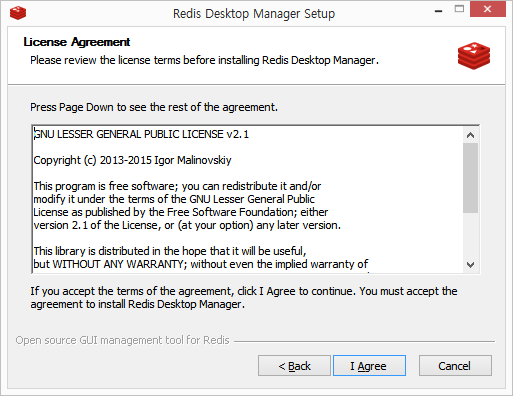 Redis Desktop Manager Setup
License Agreement
Please review the license terms before installing Redis Desktop Manager.
Press Page Down to see the rest of the agreement.
GNU LESSER GENERAL PUBLIC LICENSE v2.1
Copyright (c) 2013-2015 Igor Malinovskiy
This program is free software; you can redistribute it and/or
modify it under the terms of the GNU Lesser General Public
License as published by the Free Software Foundation; either
version 2.1 of the License, or (at your option) any later version.
This library is distributed in the hope that it will be useful,
but WITHOUT ANY WARRANTY; without even the implied warranty of
If you accept the terms of the agreement, click I Agree to continue. You must accept the
agreement to install Redis Desktop Manager.
Open source GUI management tool for Redis
< Back
I Agree
Cancel